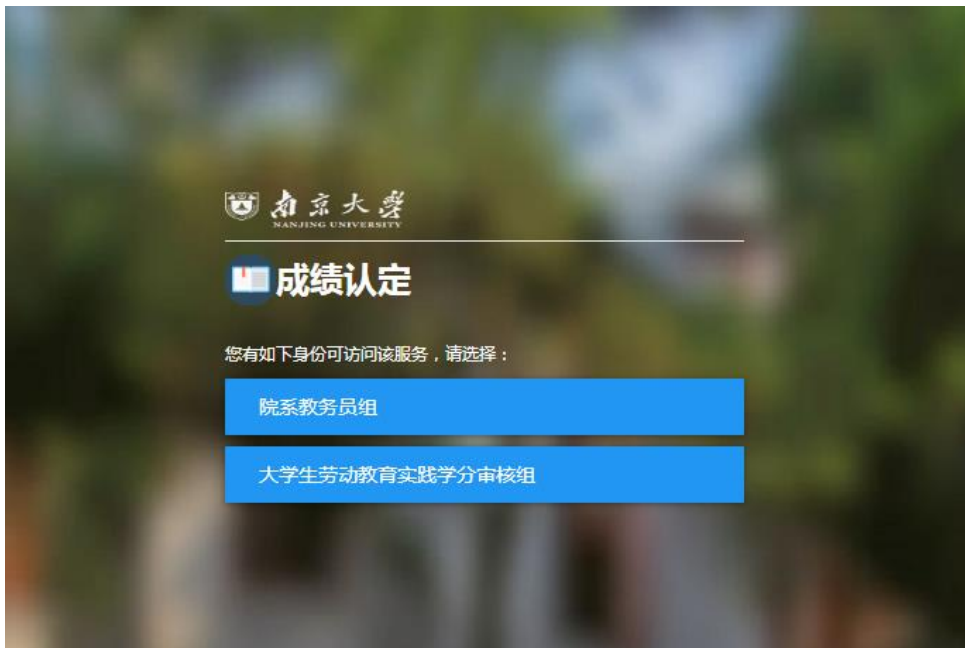 南京大学
NANJING UNIVERSITY
成绩认定
您有如下身份可访问该服务，请选择：
院系教务员组
大学生劳动教育实践学分审核组